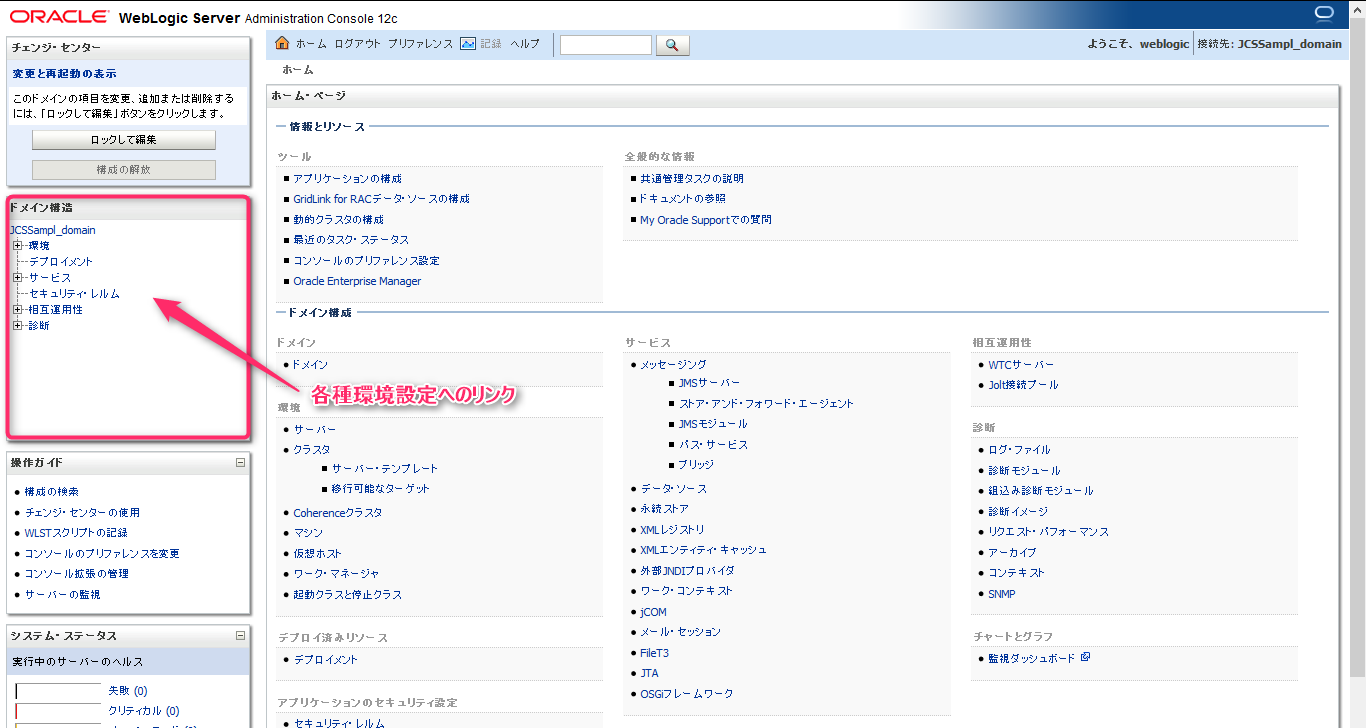 ORACLE WebLogic Server Administration Console 12c
チェンジ・センター
変更と再起動の表示
このドメインの項目を変更、追加または削除する
には、「ロックして編集」ボタンをクリックします。
ロックして編集
構成の解放
ドメイン構造
JCSSampl_domain
環境
デプロイメント
サービス
セキュリティ・レルム
相互運用性
診断
操作ガイド
構成の検索
チェンジ・センターの使用
WLSTスクリプトの記録
コンソールのプリファレンスを変更
コンソール拡張の管理
サーバーの監視
システム・ステータス
実行中のサーバーのヘルス
失敗 (0)
クリティカル (0)
ホーム ログアウト プリファレンス 記録 ヘルプ
ようこそ、weblogic 接続先: JCSSampl_domain
ホーム
ホーム・ページ
情報とリソース
ツール
アプリケーションの構成
GridLink for RACデータ・ソースの構成
動的クラスタの構成
最近のタスク・ステータス
コンソールのプリファレンス設定
Oracle Enterprise Manager
全般的な情報
共通管理タスクの説明
ドキュメントの参照
My Oracle Supportでの質問
ドメイン構成
ドメイン
ドメイン
各種環境設定へのリンク
環境
サーバー
クラスタ
サーバー・テンプレート
移行可能なターゲット
Coherenceクラスタ
マシン
仮想ホスト
ワーク・マネージャ
起動クラスと停止クラス
デプロイ済みリソース
デプロイメント
アプリケーションのセキュリティ設定
セキュリティ・レルム
サービス
メッセージング
JMSサーバー
ストア・アンド・フォワード・エージェント
JMSモジュール
パス・サービス
ブリッジ
データ・ソース
永続ストア
XMLレジストリ
XMLエンティティ・キャッシュ
外部JNDIプロバイダ
ワーク・コンテキスト
jCOM
メール・セッション
FileT3
JTA
OSGiフレームワーク
相互運用性
WTCサーバー
Jolt接続プール
診断
ログ・ファイル
診断モジュール
組込み診断モジュール
診断イメージ
リクエスト・パフォーマンス
アーカイブ
コンテキスト
SNMP
チャートとグラフ
監視ダッシュボード